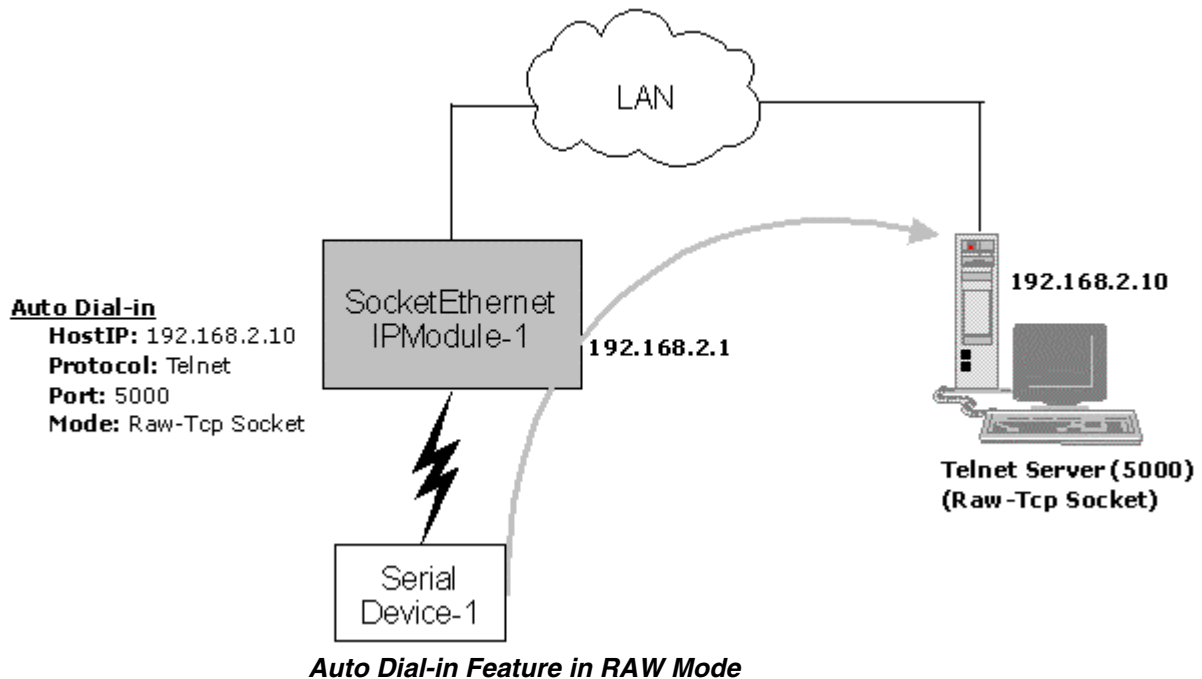 LAN
SocketEthernet
IPModule-1
192.168.2.10
Auto Dial-in
HostIP: 192.168.2.10
Protocol: Telnet
Port: 5000
Mode: Raw-Tcp Socket
192.168.2.1
Telnet Server (5000)
(Raw-Tcp Socket)
Serial
Device-1
Auto Dial-in Feature in RAW Mode